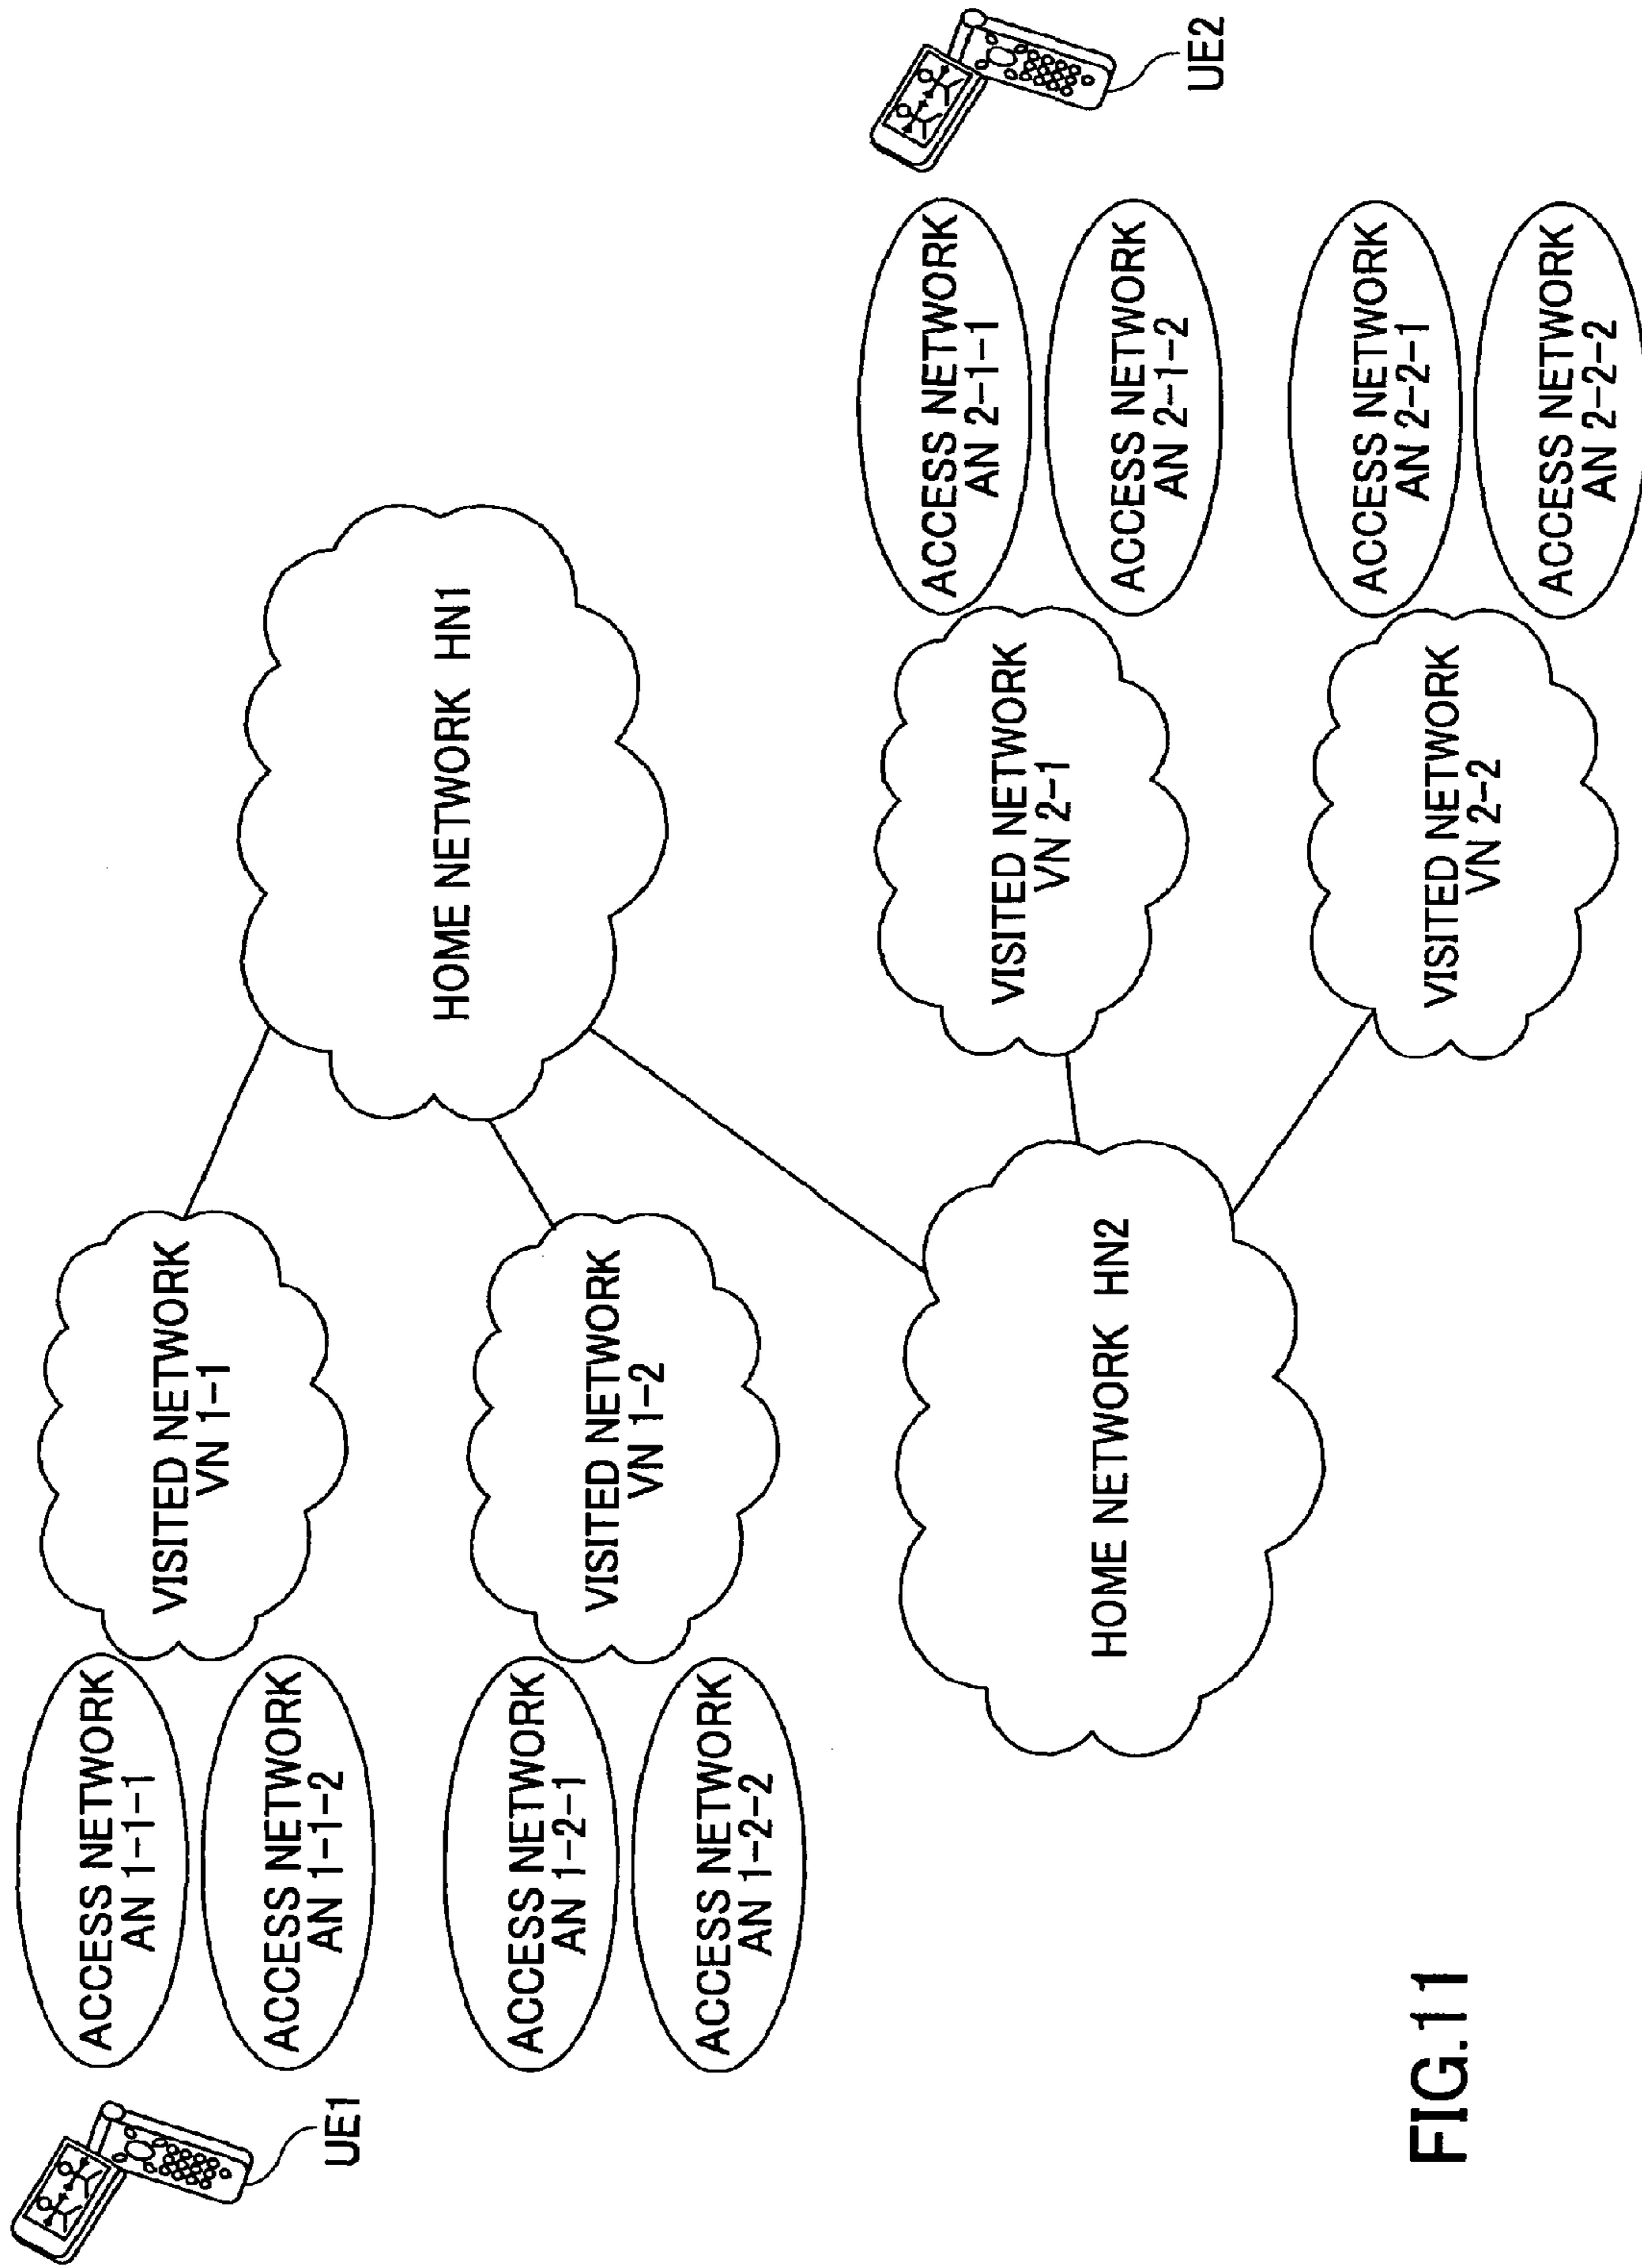 UE1
ACCESS NETWORK
AN 1-1-1
ACCESS NETWORK
AN 1-1-2
ACCESS NETWORK
AN 1-2-1
ACCESS NETWORK
AN 1-2-2
VISITED NETWORK
VN 1-1
VISITED NETWORK
VN 1-2
HOME NETWORK HN1
HOME NETWORK HN2
VISITED NETWORK
VN 2-1
VISITED NETWORK
VN 2-2
ACCESS NETWORK
AN 2-1-1
ACCESS NETWORK
AN 2-1-2
ACCESS NETWORK
AN 2-2-1
ACCESS NETWORK
AN 2-2-2
UE2
FIG.11